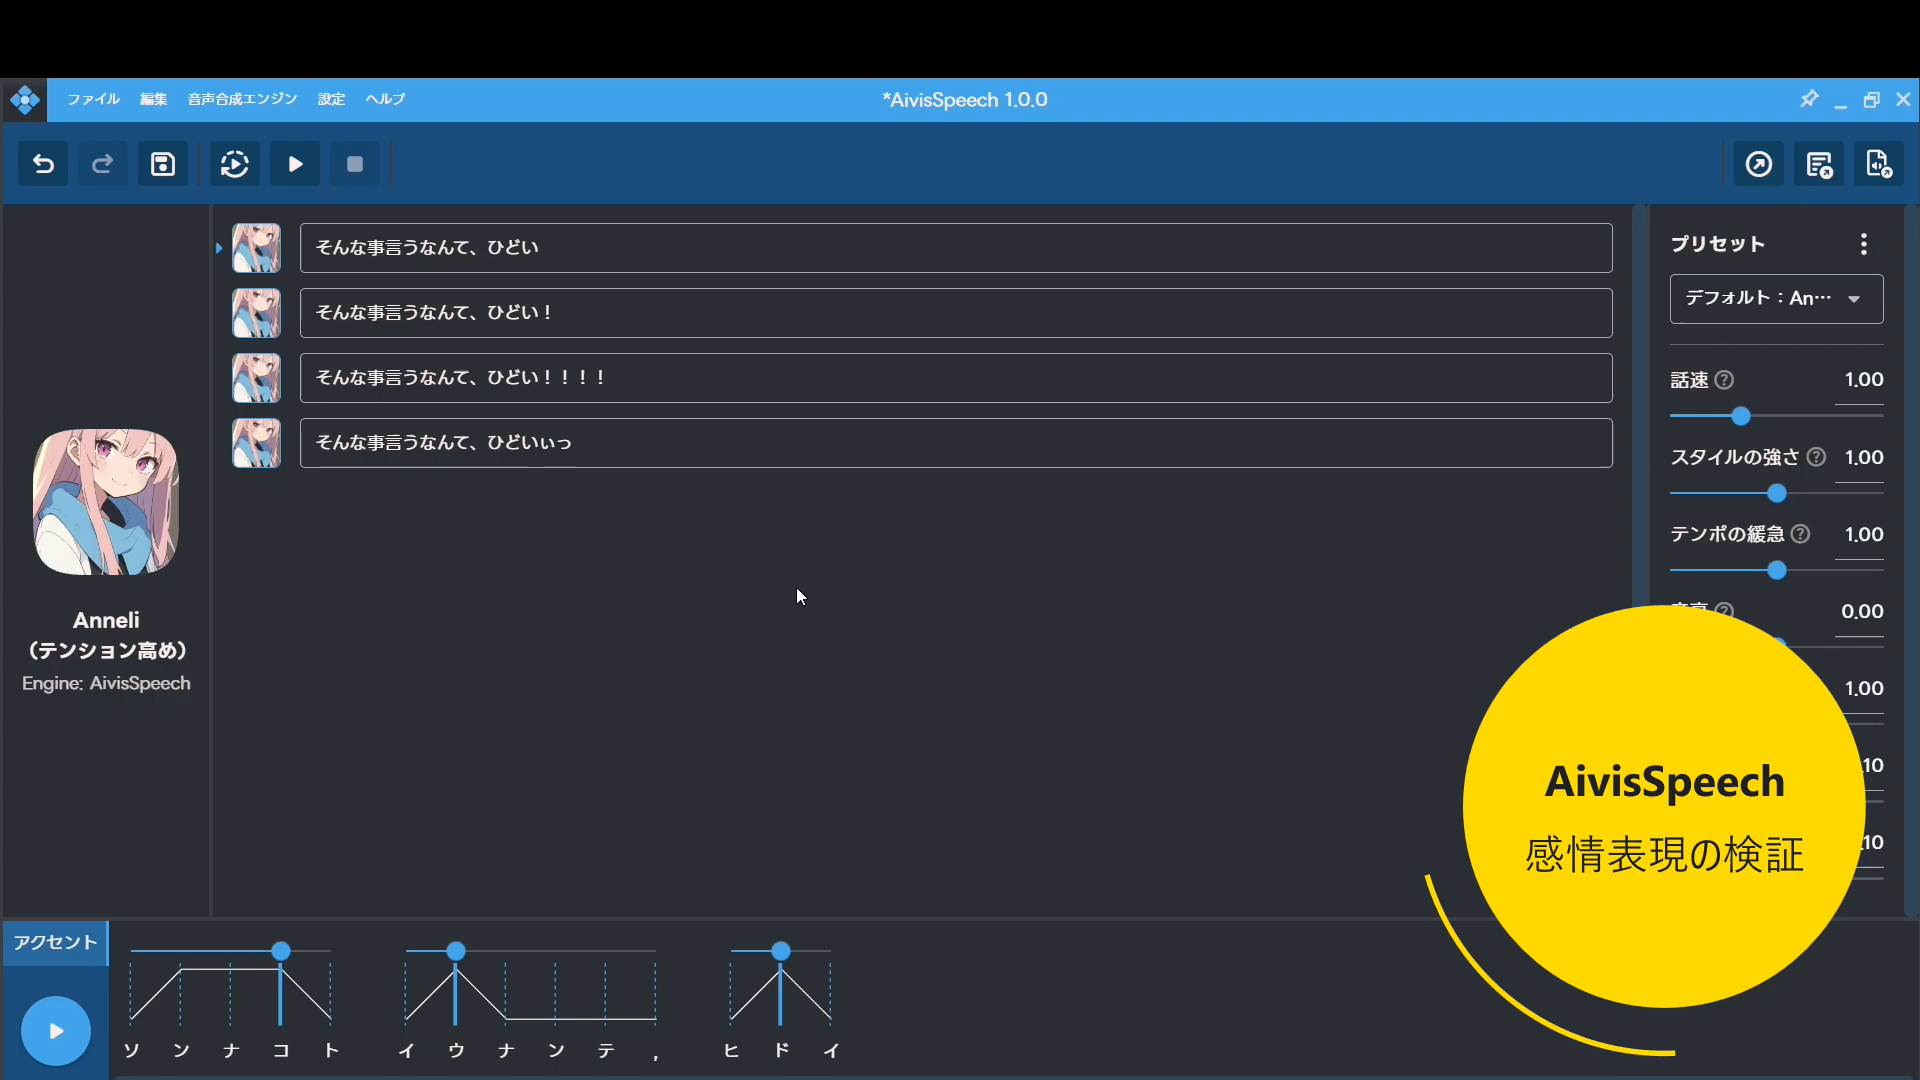 ファイル 編集 音声合成エンジン 設定 ヘルプ
*AivisSpeech 1.0.0
そんな事言うなんて、ひどい
そんな事言うなんて、ひどい！
そんな事言うなんて、ひどい！！！！
そんな事言うなんて、ひどいぃっ
Anneli
（テンション高め）
Engine: AivisSpeech
プリセット
デフォルト：An…
話速 1.00
スタイルの強さ 1.00
テンポの緩急 1.00
0.00
1.00
AivisSpeech
感情表現の検証
アクセント
ソ ン ナ コ ト
イ ウ ナ ン テ ,
ヒ ド イ